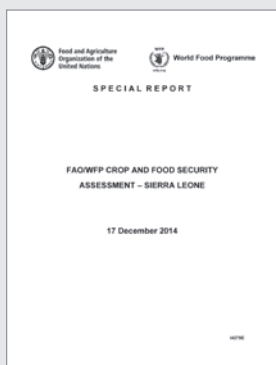 Food and Agriculture
Organization of the
United Nations
WFP
World Food Programme
SPECIAL REPORT
FAO/WFP CROP AND FOOD SECURITY
ASSESSMENT – SIERRA LEONE
17 December 2014